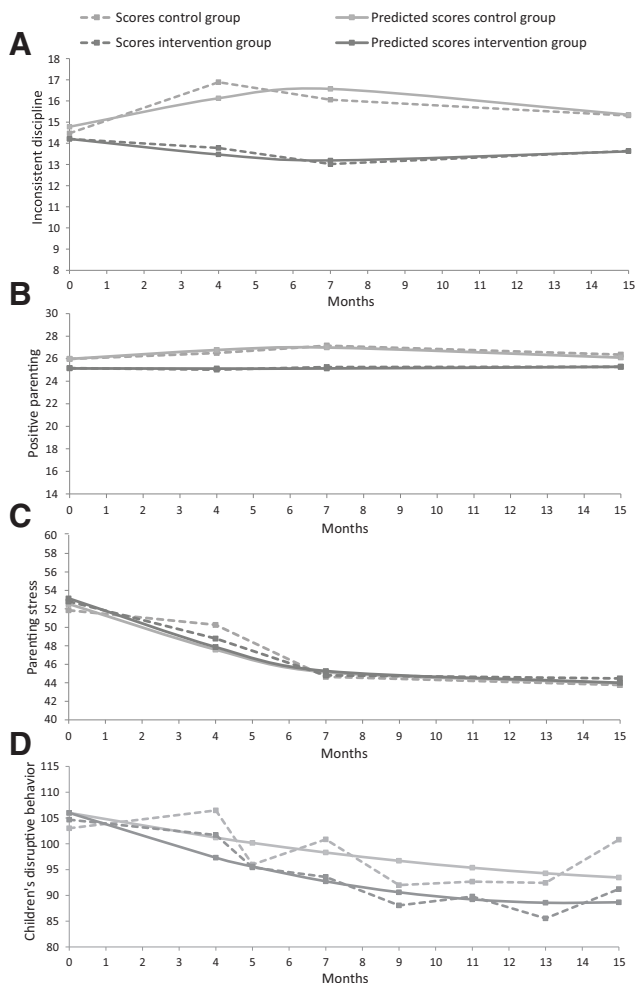 Scores control group Predicted scores control group
Scores intervention group Predicted scores intervention group
A
18
17
16
15
14
13
12
11
10
9
8
Inconsistent discipline
0 1 2 3 4 5 6 7 8 9 10 11 12 13 14 15
Months
B
30
28
26
24
22
20
18
16
14
Positive parenting
0 1 2 3 4 5 6 7 8 9 10 11 12 13 14 15
Months
C
60
58
56
54
52
50
48
46
44
42
40
Parenting stress
0 1 2 3 4 5 6 7 8 9 10 11 12 13 14 15
Months
D
115
110
105
100
95
90
85
80
Children's disruptive behavior
0 1 2 3 4 5 6 7 8 9 10 11 12 13 14 15
Months